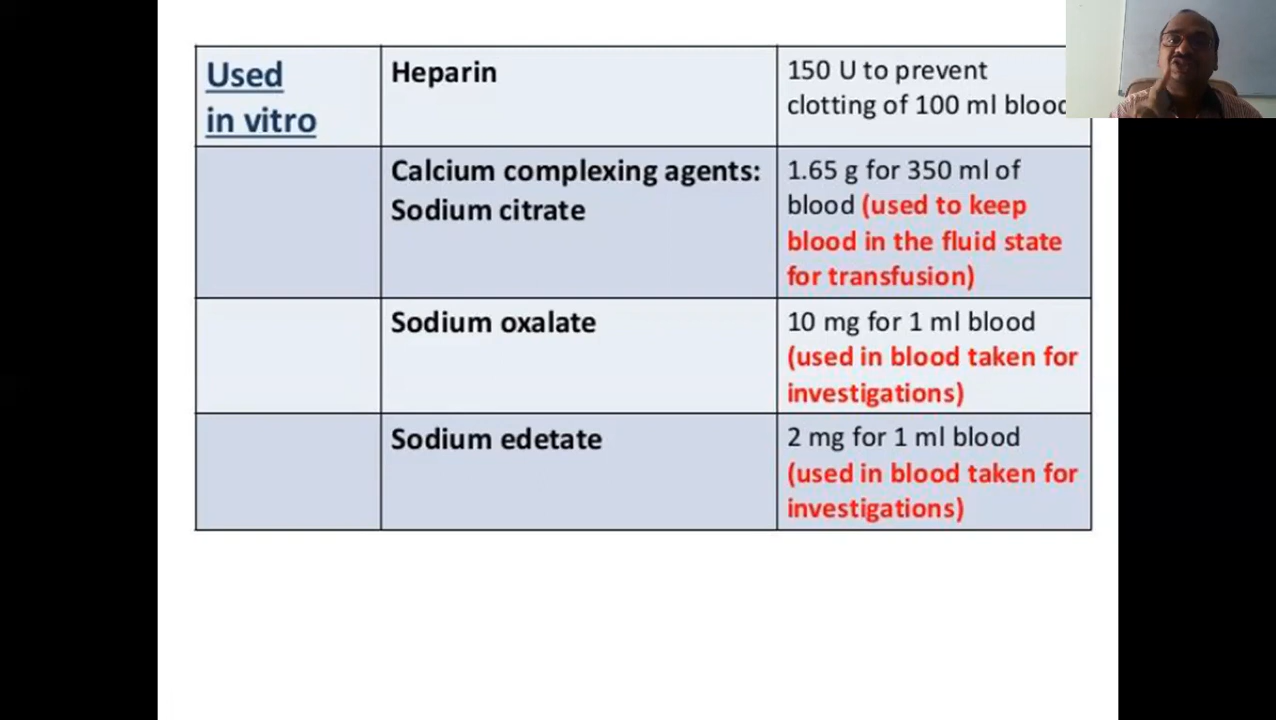 Used
in vitro
Heparin
150 U to prevent
clotting of 100 ml blood
Calcium complexing agents:
Sodium citrate
1.65 g for 350 ml of
blood (used to keep
blood in the fluid state
for transfusion)
Sodium oxalate
10 mg for 1 ml blood
(used in blood taken for
investigations)
Sodium edetate
2 mg for 1 ml blood
(used in blood taken for
investigations)